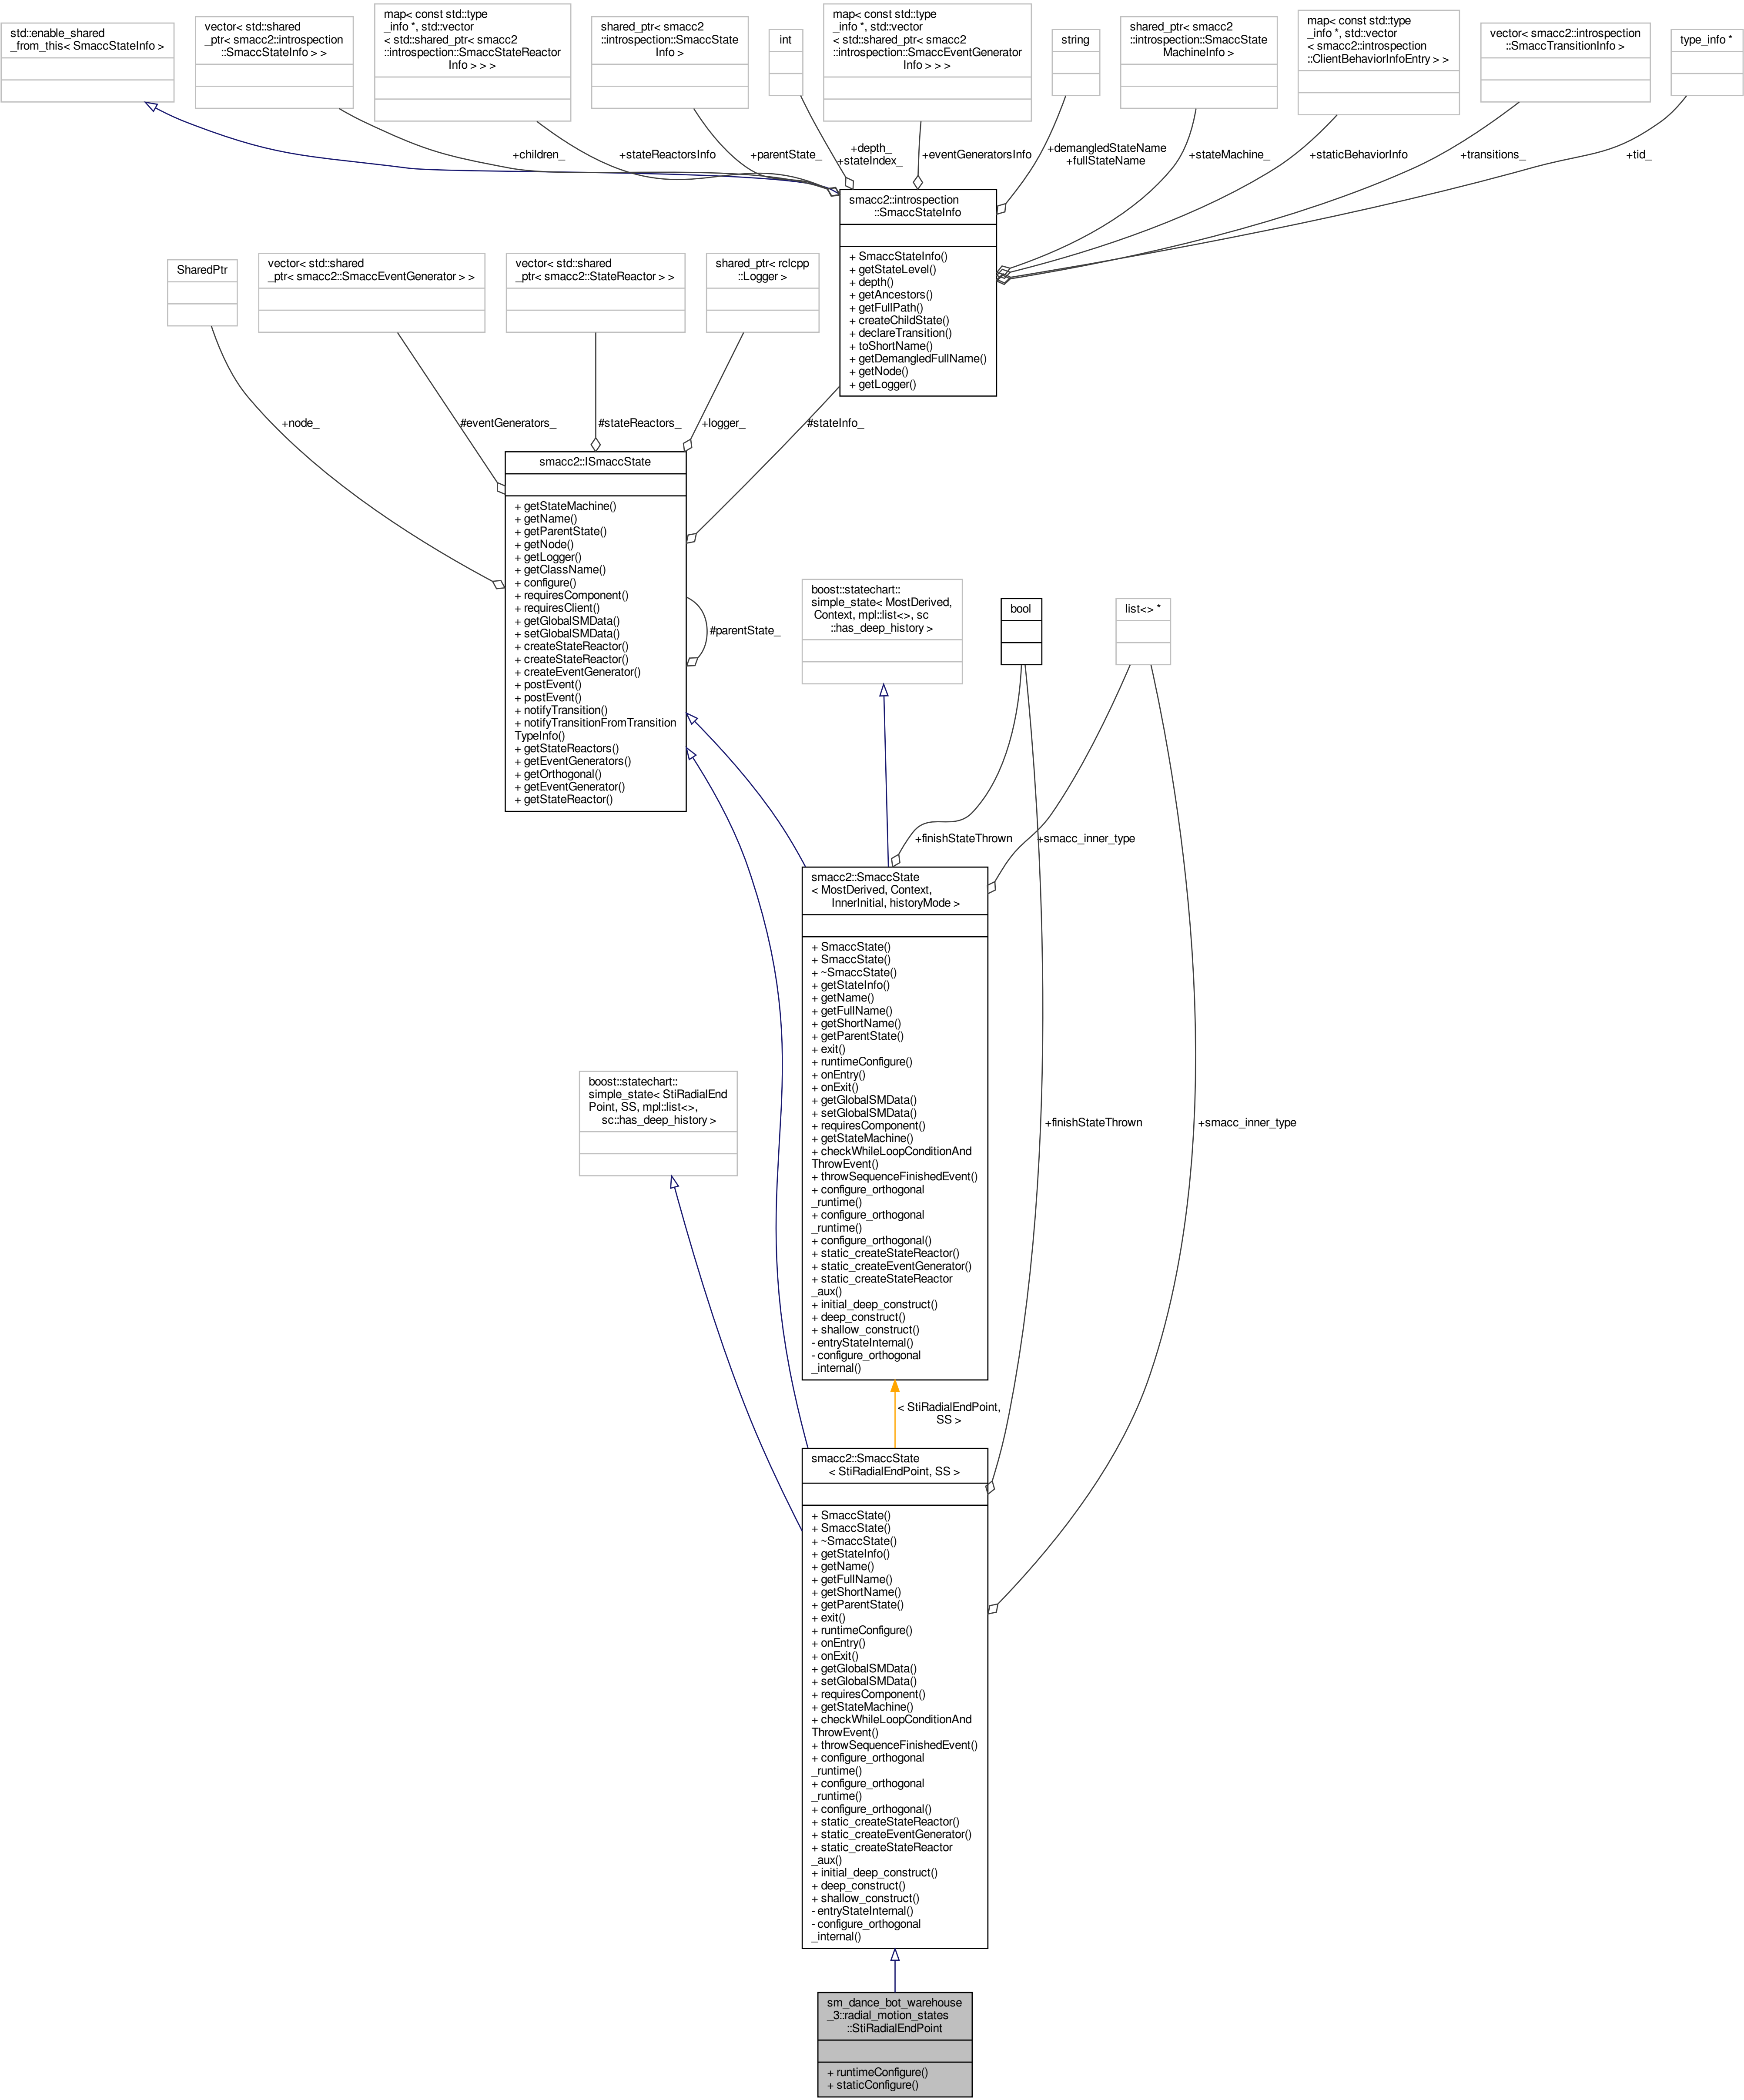 std::enable_shared
_from_this< SmaccStateInfo >
vector< std::shared
_ptr< smacc2::introspection
::SmaccStateInfo > >
map< const std::type
_info *, std::vector
< std::shared_ptr< smacc2
::introspection::SmaccStateReactor
Info > > >
shared_ptr< smacc2
::introspection::SmaccState
Info >
int
map< const std::type
_info *, std::vector
< std::shared_ptr< smacc2
::introspection::SmaccEventGenerator
Info > > >
string
shared_ptr< smacc2
::introspection::SmaccState
MachineInfo >
map< const std::type
_info *, std::vector
< smacc2::introspection
::ClientBehaviorInfoEntry > >
vector< smacc2::introspection
::SmaccTransitionInfo >
type_info *
+children_
+stateReactorsInfo
+parentState_
+depth_
+stateIndex_
+eventGeneratorsInfo
+demangledStateName
+fullStateName
+stateMachine_
+staticBehaviorInfo
+transitions_
+tid_
smacc2::introspection
::SmaccStateInfo
+ SmaccStateInfo()
+ getStateLevel()
+ depth()
+ getAncestors()
+ getFullPath()
+ createChildState()
+ declareTransition()
+ toShortName()
+ getDemangledFullName()
+ getNode()
+ getLogger()
SharedPtr
vector< std::shared
_ptr< smacc2::SmaccEventGenerator > >
vector< std::shared
_ptr< smacc2::StateReactor > >
shared_ptr< rclcpp
::Logger >
+node_
#eventGenerators_
#stateReactors_
+logger_
#stateInfo_
smacc2::ISmaccState
+ getStateMachine()
+ getName()
+ getParentState()
+ getNode()
+ getLogger()
+ getClassName()
+ configure()
+ requiresComponent()
+ requiresClient()
+ getGlobalSMData()
+ setGlobalSMData()
+ createStateReactor()
+ createStateReactor()
+ createEventGenerator()
+ postEvent()
+ postEvent()
+ notifyTransition()
+ notifyTransitionFromTransition
TypeInfo()
+ getStateReactors()
+ getEventGenerators()
+ getOrthogonal()
+ getEventGenerator()
+ getStateReactor()
#parentState_
boost::statechart::
simple_state< MostDerived,
Context, mpl::list<>, sc
::has_deep_history >
bool
list<> *
+finishStateThrown
+smacc_inner_type
smacc2::SmaccState
< MostDerived, Context,
InnerInitial, historyMode >
+ SmaccState()
+ SmaccState()
+ ~SmaccState()
+ getStateInfo()
+ getName()
+ getFullName()
+ getShortName()
+ getParentState()
+ exit()
+ runtimeConfigure()
+ onEntry()
+ onExit()
+ getGlobalSMData()
+ setGlobalSMData()
+ requiresComponent()
+ getStateMachine()
+ checkWhileLoopConditionAnd
ThrowEvent()
+ throwSequenceFinishedEvent()
+ configure_orthogonal
_runtime()
+ configure_orthogonal
_runtime()
+ configure_orthogonal()
+ static_createStateReactor()
+ static_createEventGenerator()
+ static_createStateReactor
_aux()
+ initial_deep_construct()
+ deep_construct()
+ shallow_construct()
- entryStateInternal()
- configure_orthogonal
_internal()
boost::statechart::
simple_state< StiRadialEnd
Point, SS, mpl::list<>,
sc::has_deep_history >
+finishStateThrown
+smacc_inner_type
< StiRadialEndPoint,
SS >
smacc2::SmaccState
< StiRadialEndPoint, SS >
+ SmaccState()
+ SmaccState()
+ ~SmaccState()
+ getStateInfo()
+ getName()
+ getFullName()
+ getShortName()
+ getParentState()
+ exit()
+ runtimeConfigure()
+ onEntry()
+ onExit()
+ getGlobalSMData()
+ setGlobalSMData()
+ requiresComponent()
+ getStateMachine()
+ checkWhileLoopConditionAnd
ThrowEvent()
+ throwSequenceFinishedEvent()
+ configure_orthogonal
_runtime()
+ configure_orthogonal
_runtime()
+ configure_orthogonal()
+ static_createStateReactor()
+ static_createEventGenerator()
+ static_createStateReactor
_aux()
+ initial_deep_construct()
+ deep_construct()
+ shallow_construct()
- entryStateInternal()
- configure_orthogonal
_internal()
sm_dance_bot_warehouse
_3::radial_motion_states
::StiRadialEndPoint
+ runtimeConfigure()
+ staticConfigure()